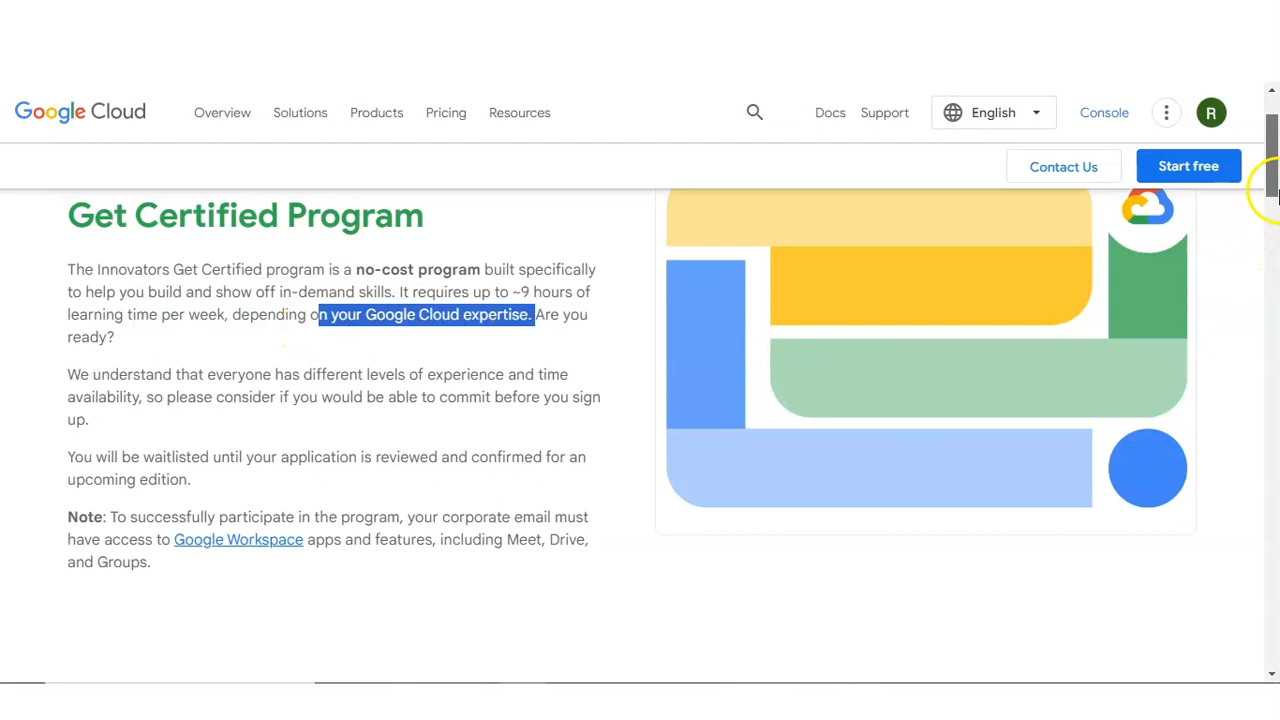 Google Cloud Overview Solutions Products Pricing Resources Docs Support English Console R
Contact Us Start free
Get Certified Program
The Innovators Get Certified program is a no-cost program built specifically
to help you build and show off in-demand skills. It requires up to ~9 hours of
learning time per week, depending on your Google Cloud expertise. Are you
ready?
We understand that everyone has different levels of experience and time
availability, so please consider if you would be able to commit before you sign
up.
You will be waitlisted until your application is reviewed and confirmed for an
upcoming edition.
Note: To successfully participate in the program, your corporate email must
have access to Google Workspace apps and features, including Meet, Drive,
and Groups.